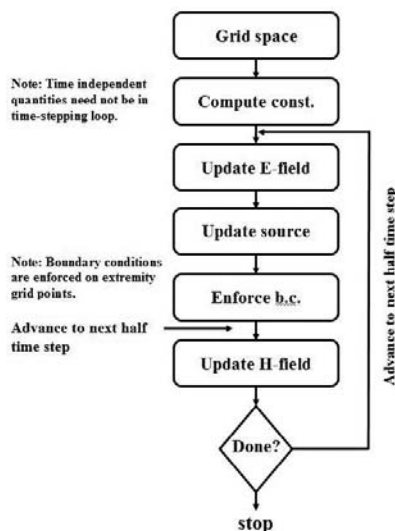 Grid space
Note: Time independent
quantities need not be in
time-stepping loop.
Compute const.
Update E-field
Update source
Note: Boundary conditions
are enforced on extremity
grid points.
Enforce b.c.
Advance to next half
time step
Update H-field
Done?
stop
Advance to next half time step